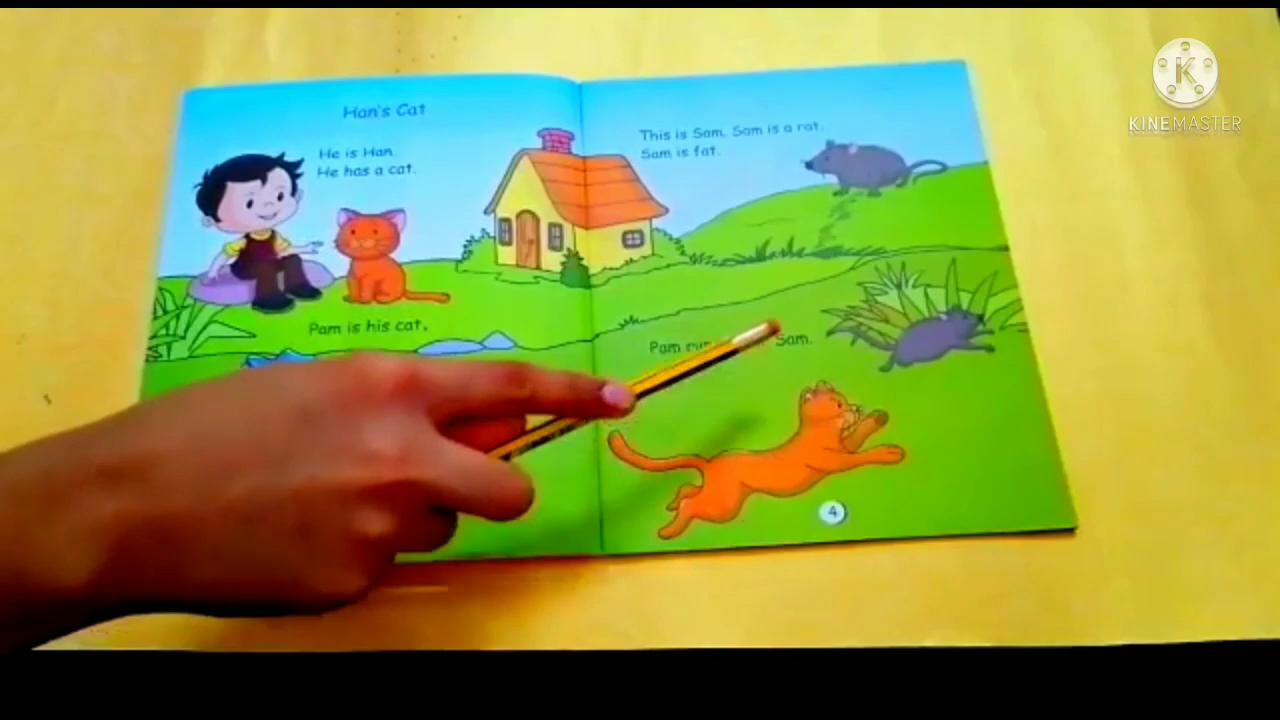 Han's Cat
He is Han.
He has a cat.
Pam is his cat.
This is Sam. Sam is a rat.
Sam is fat.
Pam Sam.
4
K
KINEMASTER